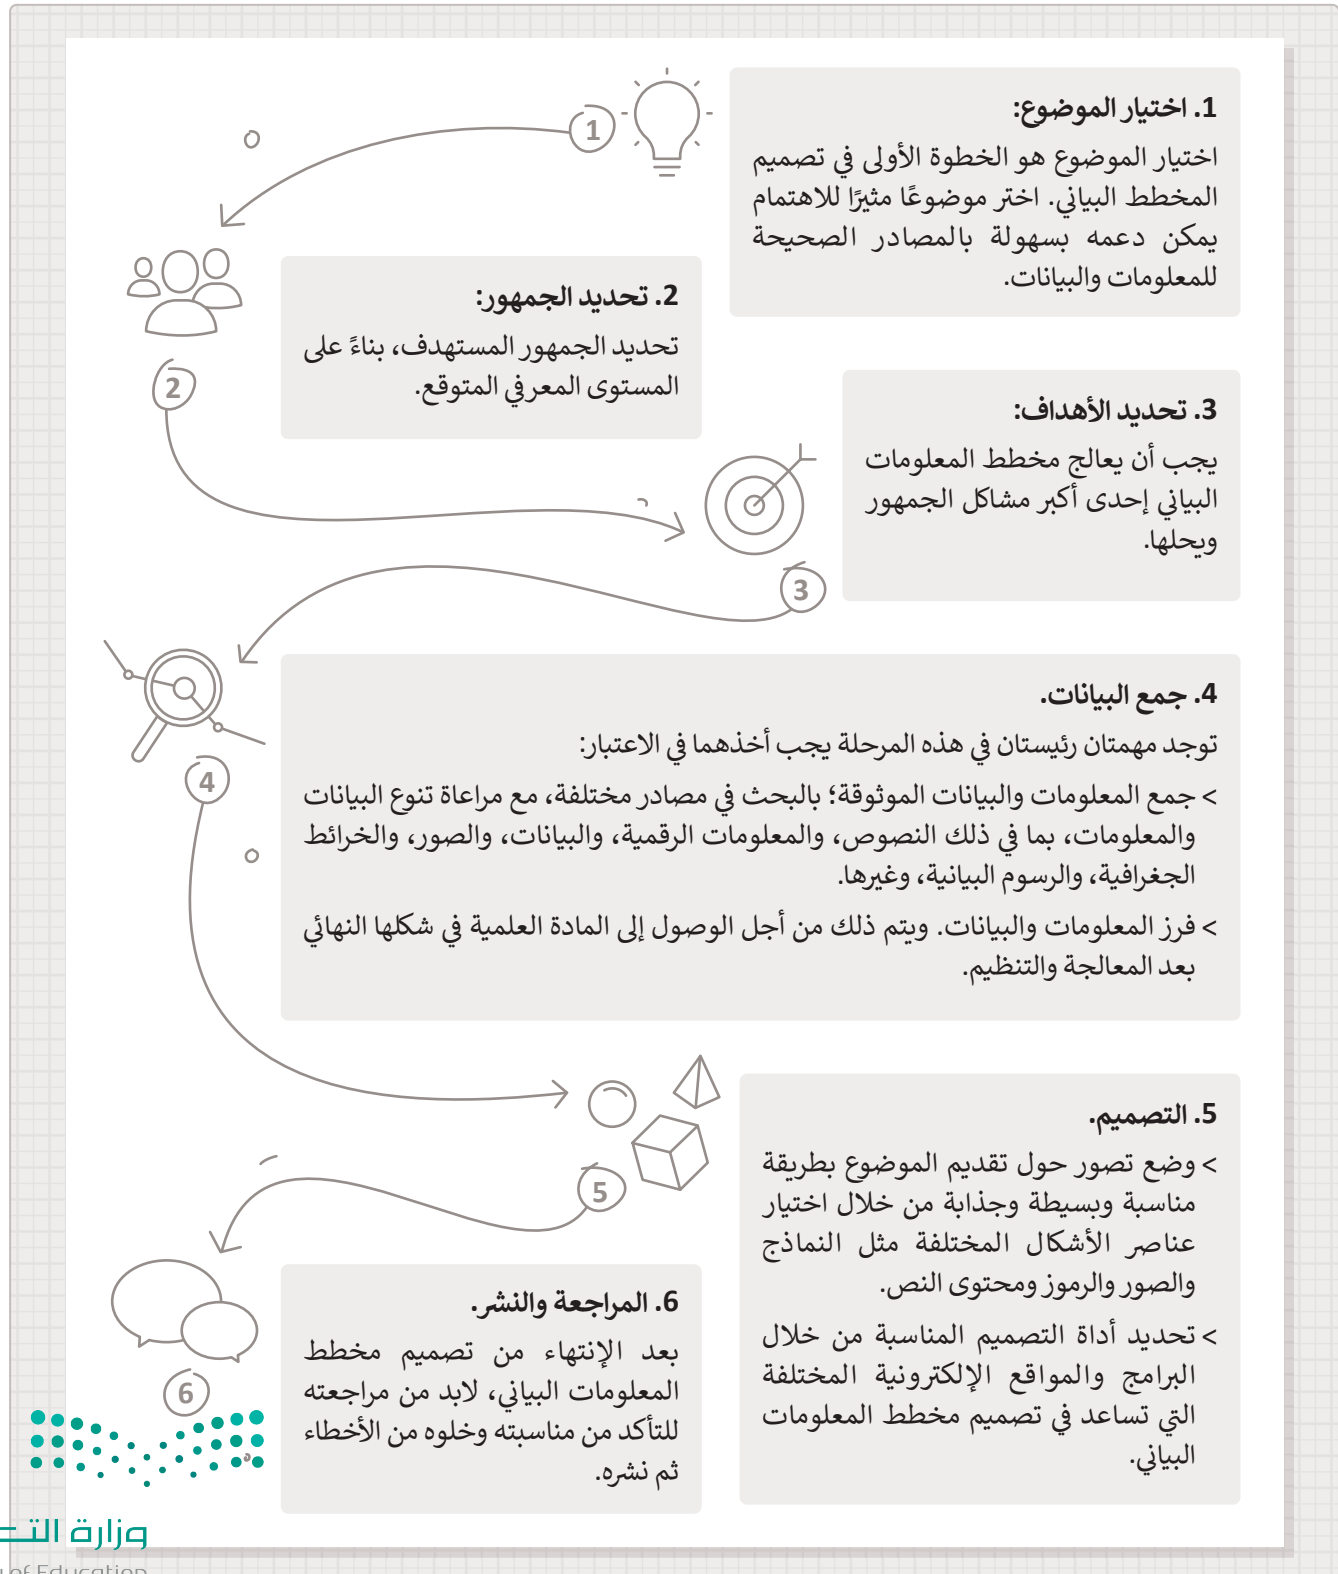 1. اختيار الموضوع:
اختيار الموضوع هو الخطوة الأولى في تصميم
المخطط البياني. اختر موضوعًا مثيرًا للاهتمام
يمكن دعمه بسهولة بالمصادر الصحيحة
للمعلومات والبيانات.
1
2. تحديد الجمهور:
تحديد الجمهور المستهدف، بناءً على
المستوى المعرفي المتوقع.
2
3. تحديد الأهداف:
يجب أن يعالج مخطط المعلومات
البياني إحدى أكبر مشاكل الجمهور
ويحلها.
3
4. جمع البيانات.
توجد مهمتان رئيستان في هذه المرحلة يجب أخذهما في الاعتبار:
> جمع المعلومات والبيانات الموثوقة؛ بالبحث في مصادر مختلفة، مع مراعاة تنوع البيانات
والمعلومات، بما في ذلك النصوص، والمعلومات الرقمية، والبيانات، والصور، والخرائط
الجغرافية، والرسوم البيانية، وغيرها.
> فرز المعلومات والبيانات. ويتم ذلك من أجل الوصول إلى المادة العلمية في شكلها النهائي
بعد المعالجة والتنظيم.
4
5. التصميم.
> وضع تصور حول تقديم الموضوع بطريقة
مناسبة وبسيطة وجذابة من خلال اختيار
عناصر الأشكال المختلفة مثل النماذج
والصور والرموز ومحتوى النص.
> تحديد أداة التصميم المناسبة من خلال
البرامج والمواقع الإلكترونية المختلفة
التي تساعد في تصميم مخطط المعلومات
البياني.
5
6. المراجعة والنشر.
بعد الإنتهاء من تصميم مخطط
المعلومات البياني، لابد من مراجعته
للتأكد من مناسبته وخلوه من الأخطاء
ثم نشره.
6
وزارة
of Education